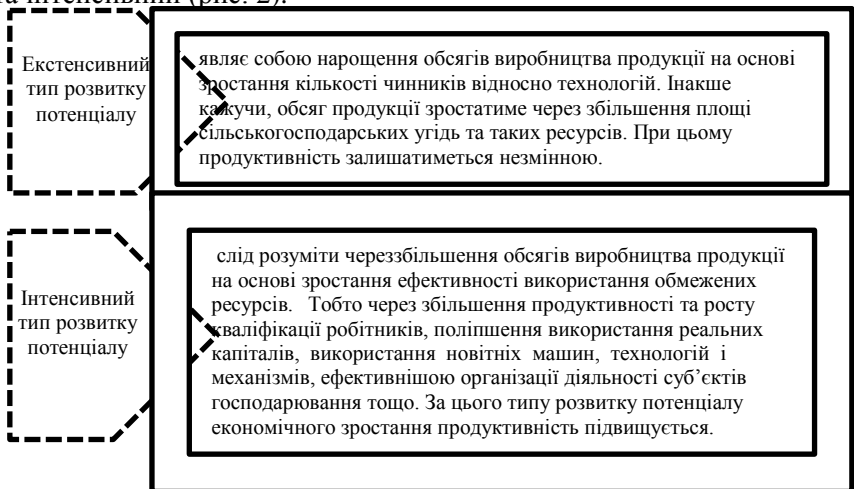 та інтенсивний (рис. 2).
Екстенсивний
тип розвитку
потенціалу
являє собою нарощення обсягів виробництва продукції на основі
зростання кількості чинників відносно технологій. Інакше
кажучи, обсяг продукції зростатиме через збільшення площі
сільськогосподарських угідь та таких ресурсів. При цьому
продуктивність залишатиметься незмінною.
Інтенсивний
тип розвитку
потенціалу
слід розуміти череззбільшення обсягів виробництва продукції
на основі зростання ефективності використання обмежених
ресурсів. Тобто через збільшення продуктивності та росту
кваліфікації робітників, поліпшення використання реальних
капіталів, використання новітніх машин, технологій і
механізмів, ефективнішою організації діяльності суб’єктів
господарювання тощо. За цього типу розвитку потенціалу
економічного зростання продуктивність підвищується.